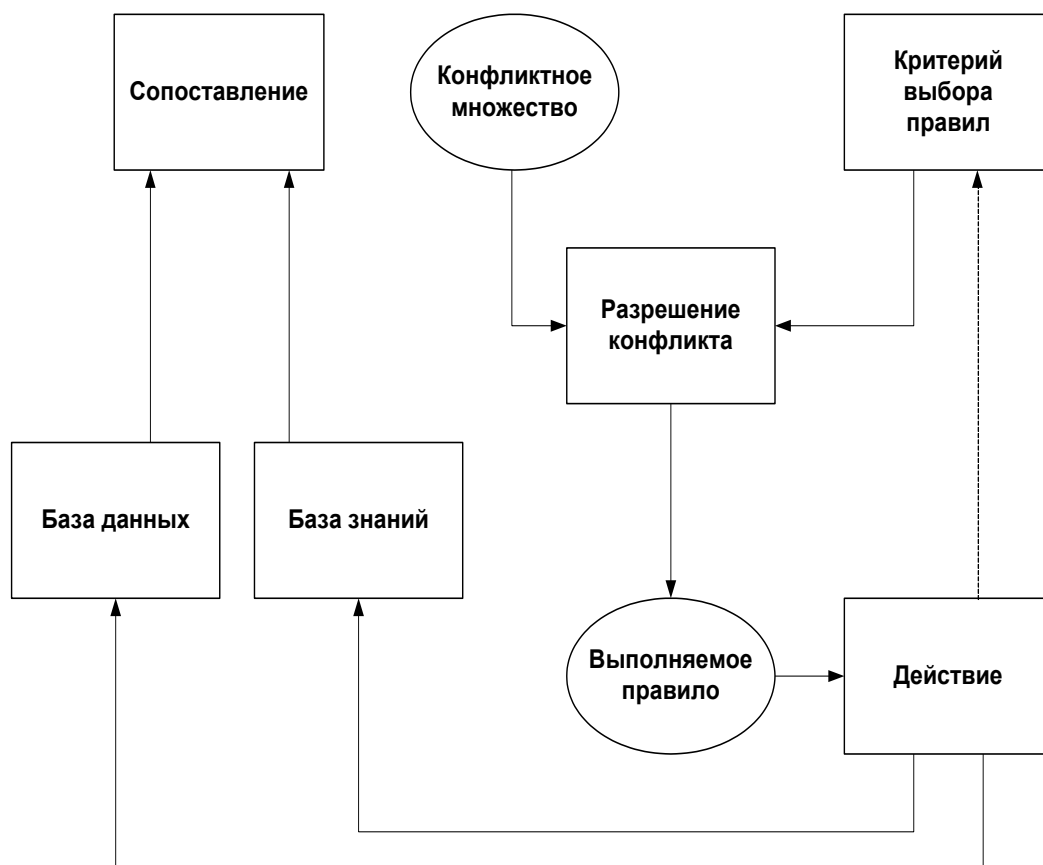 Сопоставление
Конфликтное
множество
Критерий
выбора
правил
Разрешение
конфликта
База данных
База знаний
Выполняемое
правило
Действие